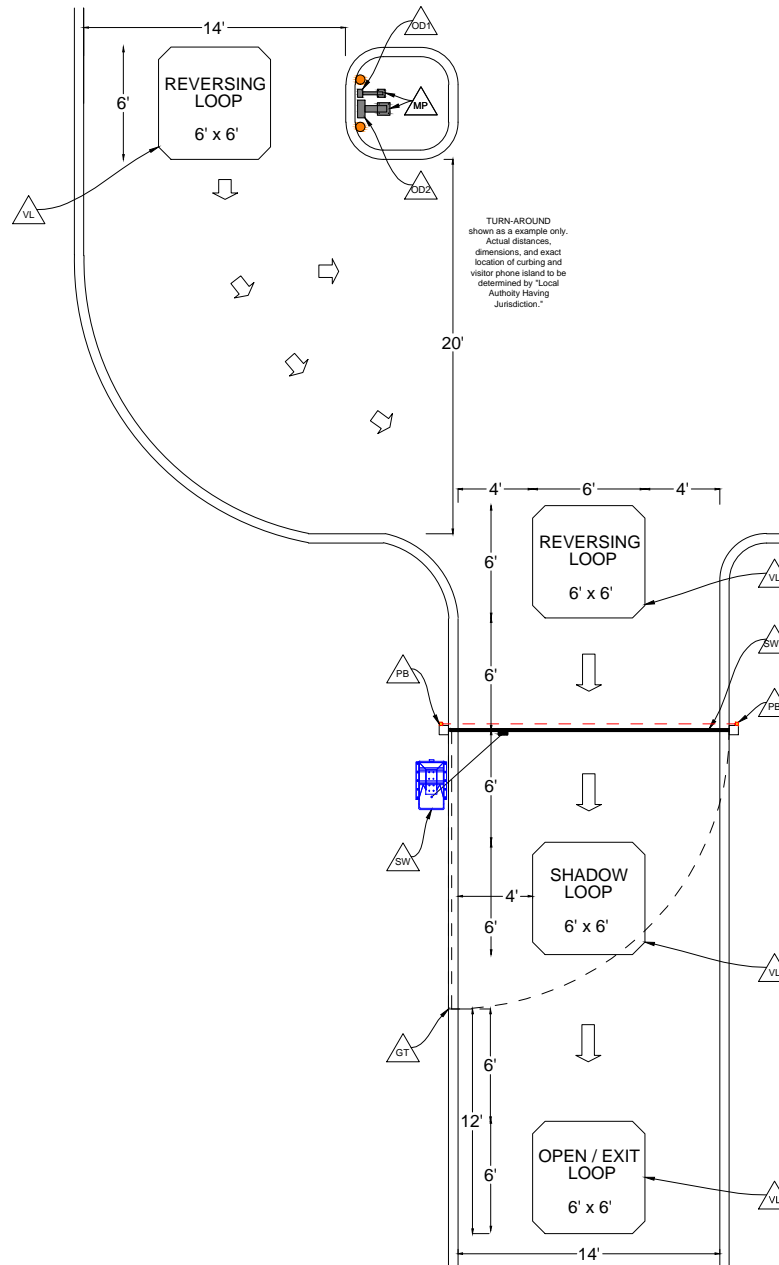 14'
OD1
REVERSING
LOOP
6' x 6'
6'
MP
OD2
VL
TURN-AROUND
shown as a example only.
Actual distances,
dimensions, and exact
location of curbing and
visitor phone island to be
determined by "Local
Authoity Having
Jurisdiction."
20'
4'
6'
4'
REVERSING
LOOP
6' x 6'
6'
VL
SW
6'
PB
PB
6'
SW
SHADOW
LOOP
6' x 6'
4'
6'
VL
GT
6'
12'
OPEN / EXIT
LOOP
6' x 6'
6'
VL
14'